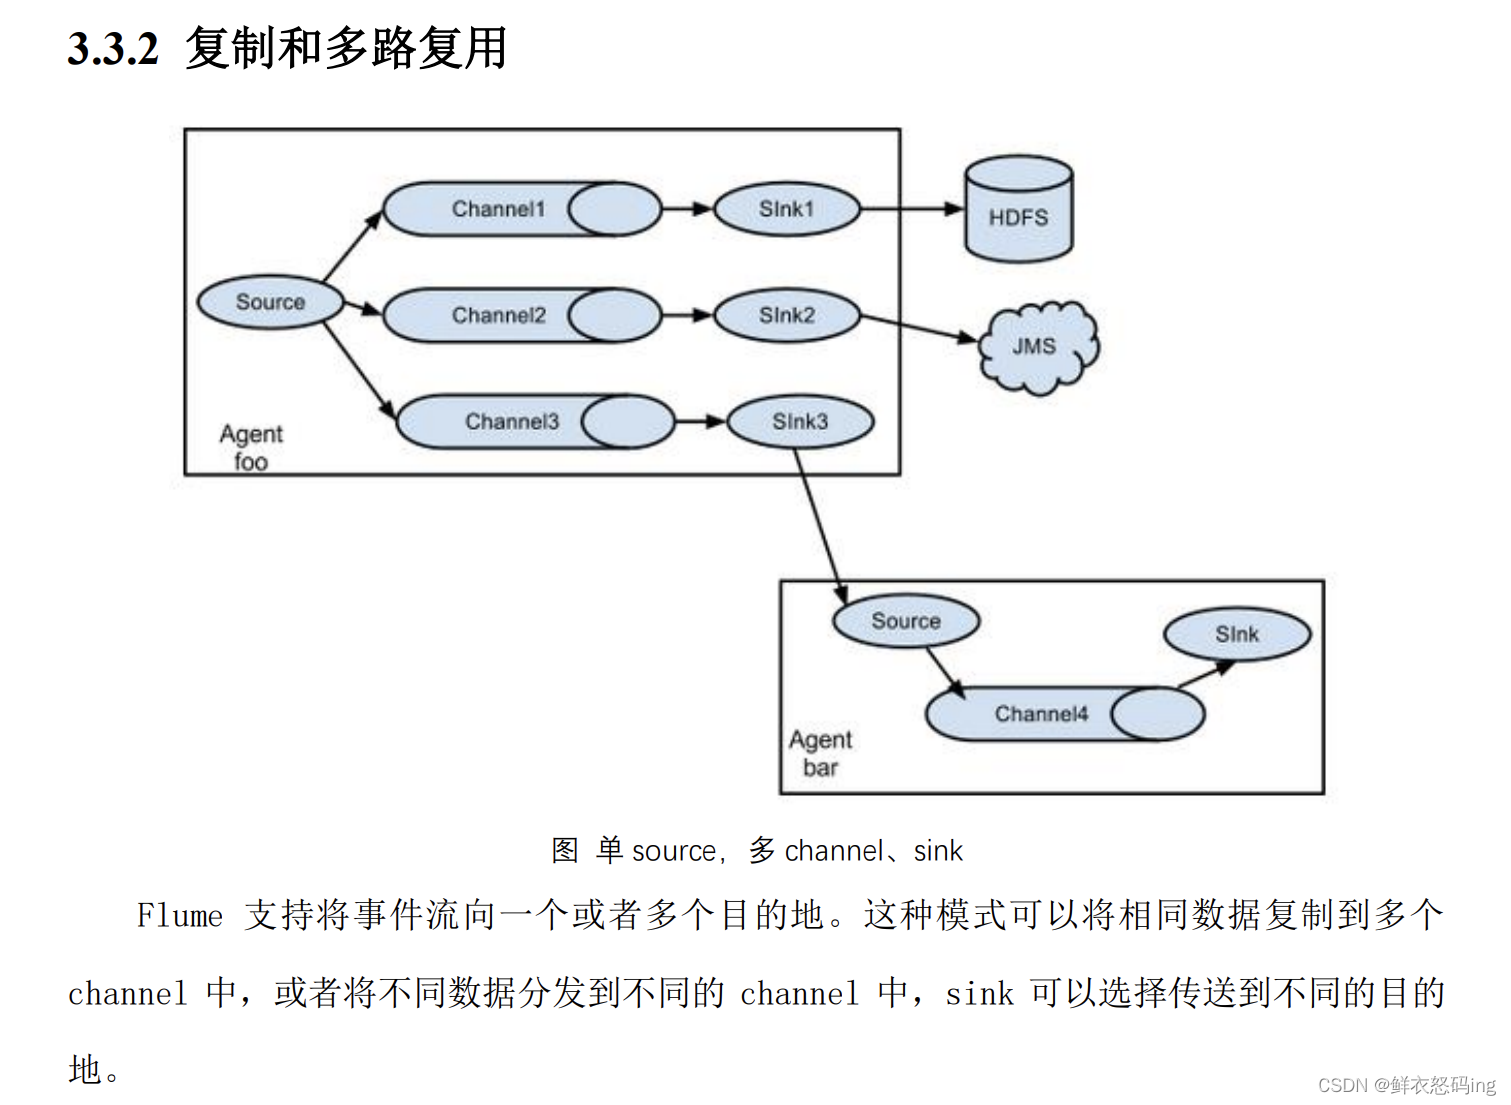 3.3.2 复制和多路复用
Channel1
SInk1
HDFS
Source
Channel2
SInk2
JMS
Channel3
SInk3
Agent
foo
Source
SInk
Channel4
Agent
bar
图 单 source，多 channel、sink
Flume 支持将事件流向一个或者多个目的地。这种模式可以将相同数据复制到多个
channel 中，或者将不同数据分发到不同的 channel 中，sink 可以选择传送到不同的目的
地。
CSDN @鲜衣怒码ing